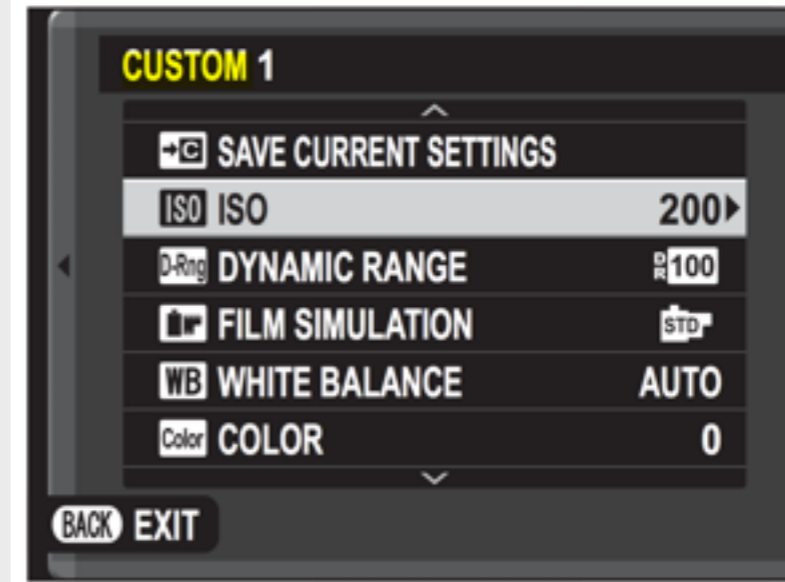 CUSTOM 1
C SAVE CURRENT SETTINGS
ISO ISO 200
D-Rng DYNAMIC RANGE DR100
FILM SIMULATION STD
WB WHITE BALANCE AUTO
Color COLOR 0
BACK EXIT